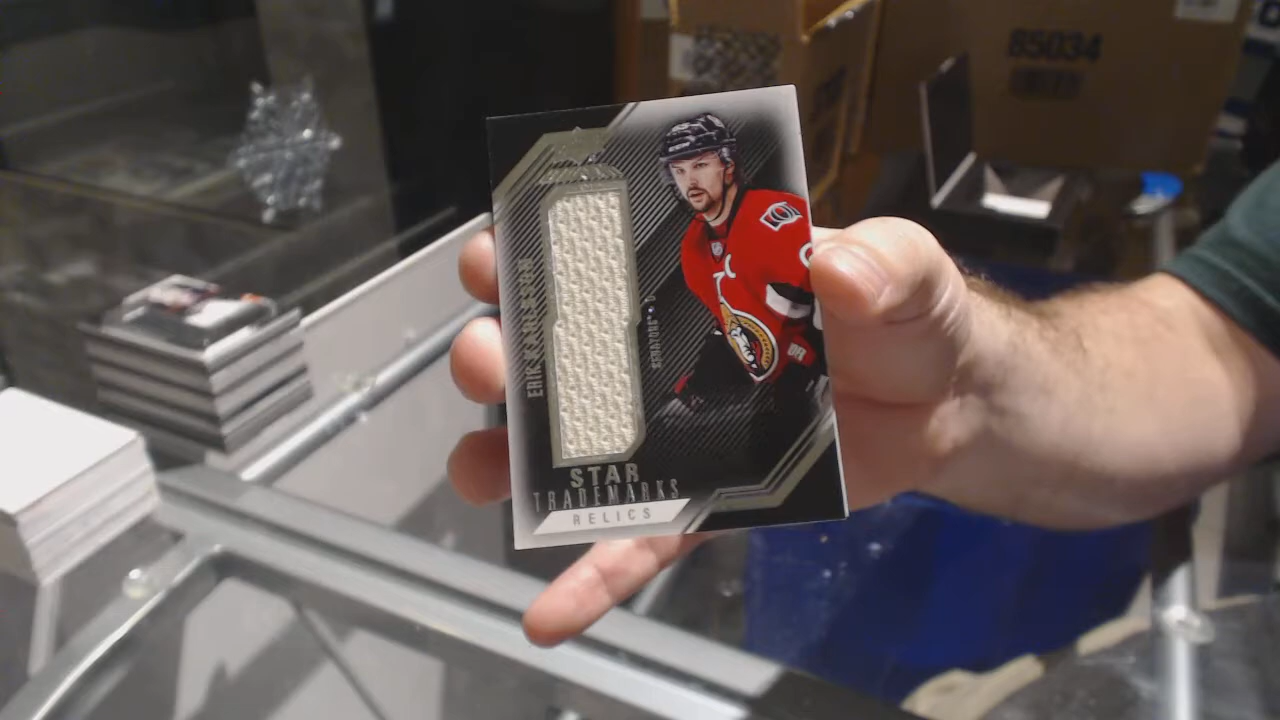 85034
ERIK KARLSSON
SENATORS • D
STAR
TRADEMARKS
RELICS